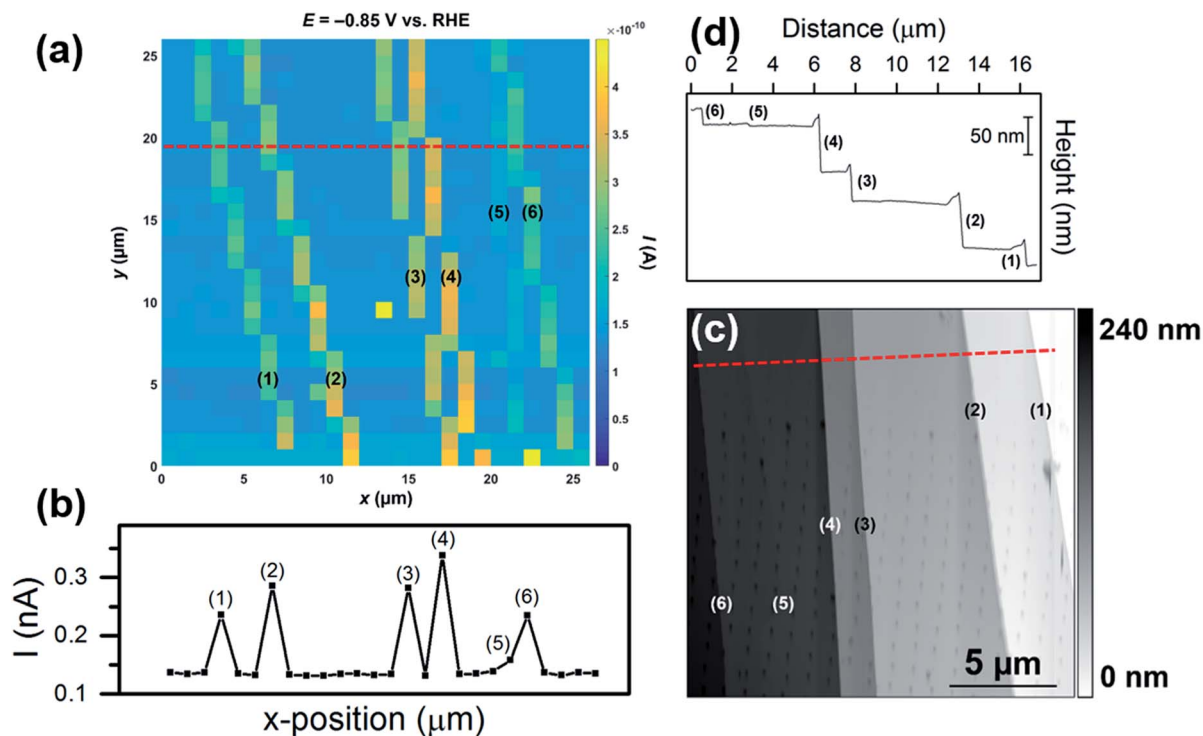 (a)
E = –0.85 V vs. RHE
×10⁻¹⁰
25
20
15
10
5
0
y (µm)
0 5 10 15 20 25
x (µm)
4
3.5
3
2.5
2
1.5
1
0.5
0
I (A)
(1) (2) (3) (4) (5) (6)
(b)
I (nA)
0.3
0.2
0.1
(1) (2) (3) (4) (5) (6)
x-position (µm)
(d)
Distance (µm)
0 2 4 6 8 10 12 14 16
(6) (5) (4) (3) (2) (1)
50 nm
Height (nm)
(c)
(2) (1)
(4) (3)
(6) (5)
5 µm
240 nm
0 nm